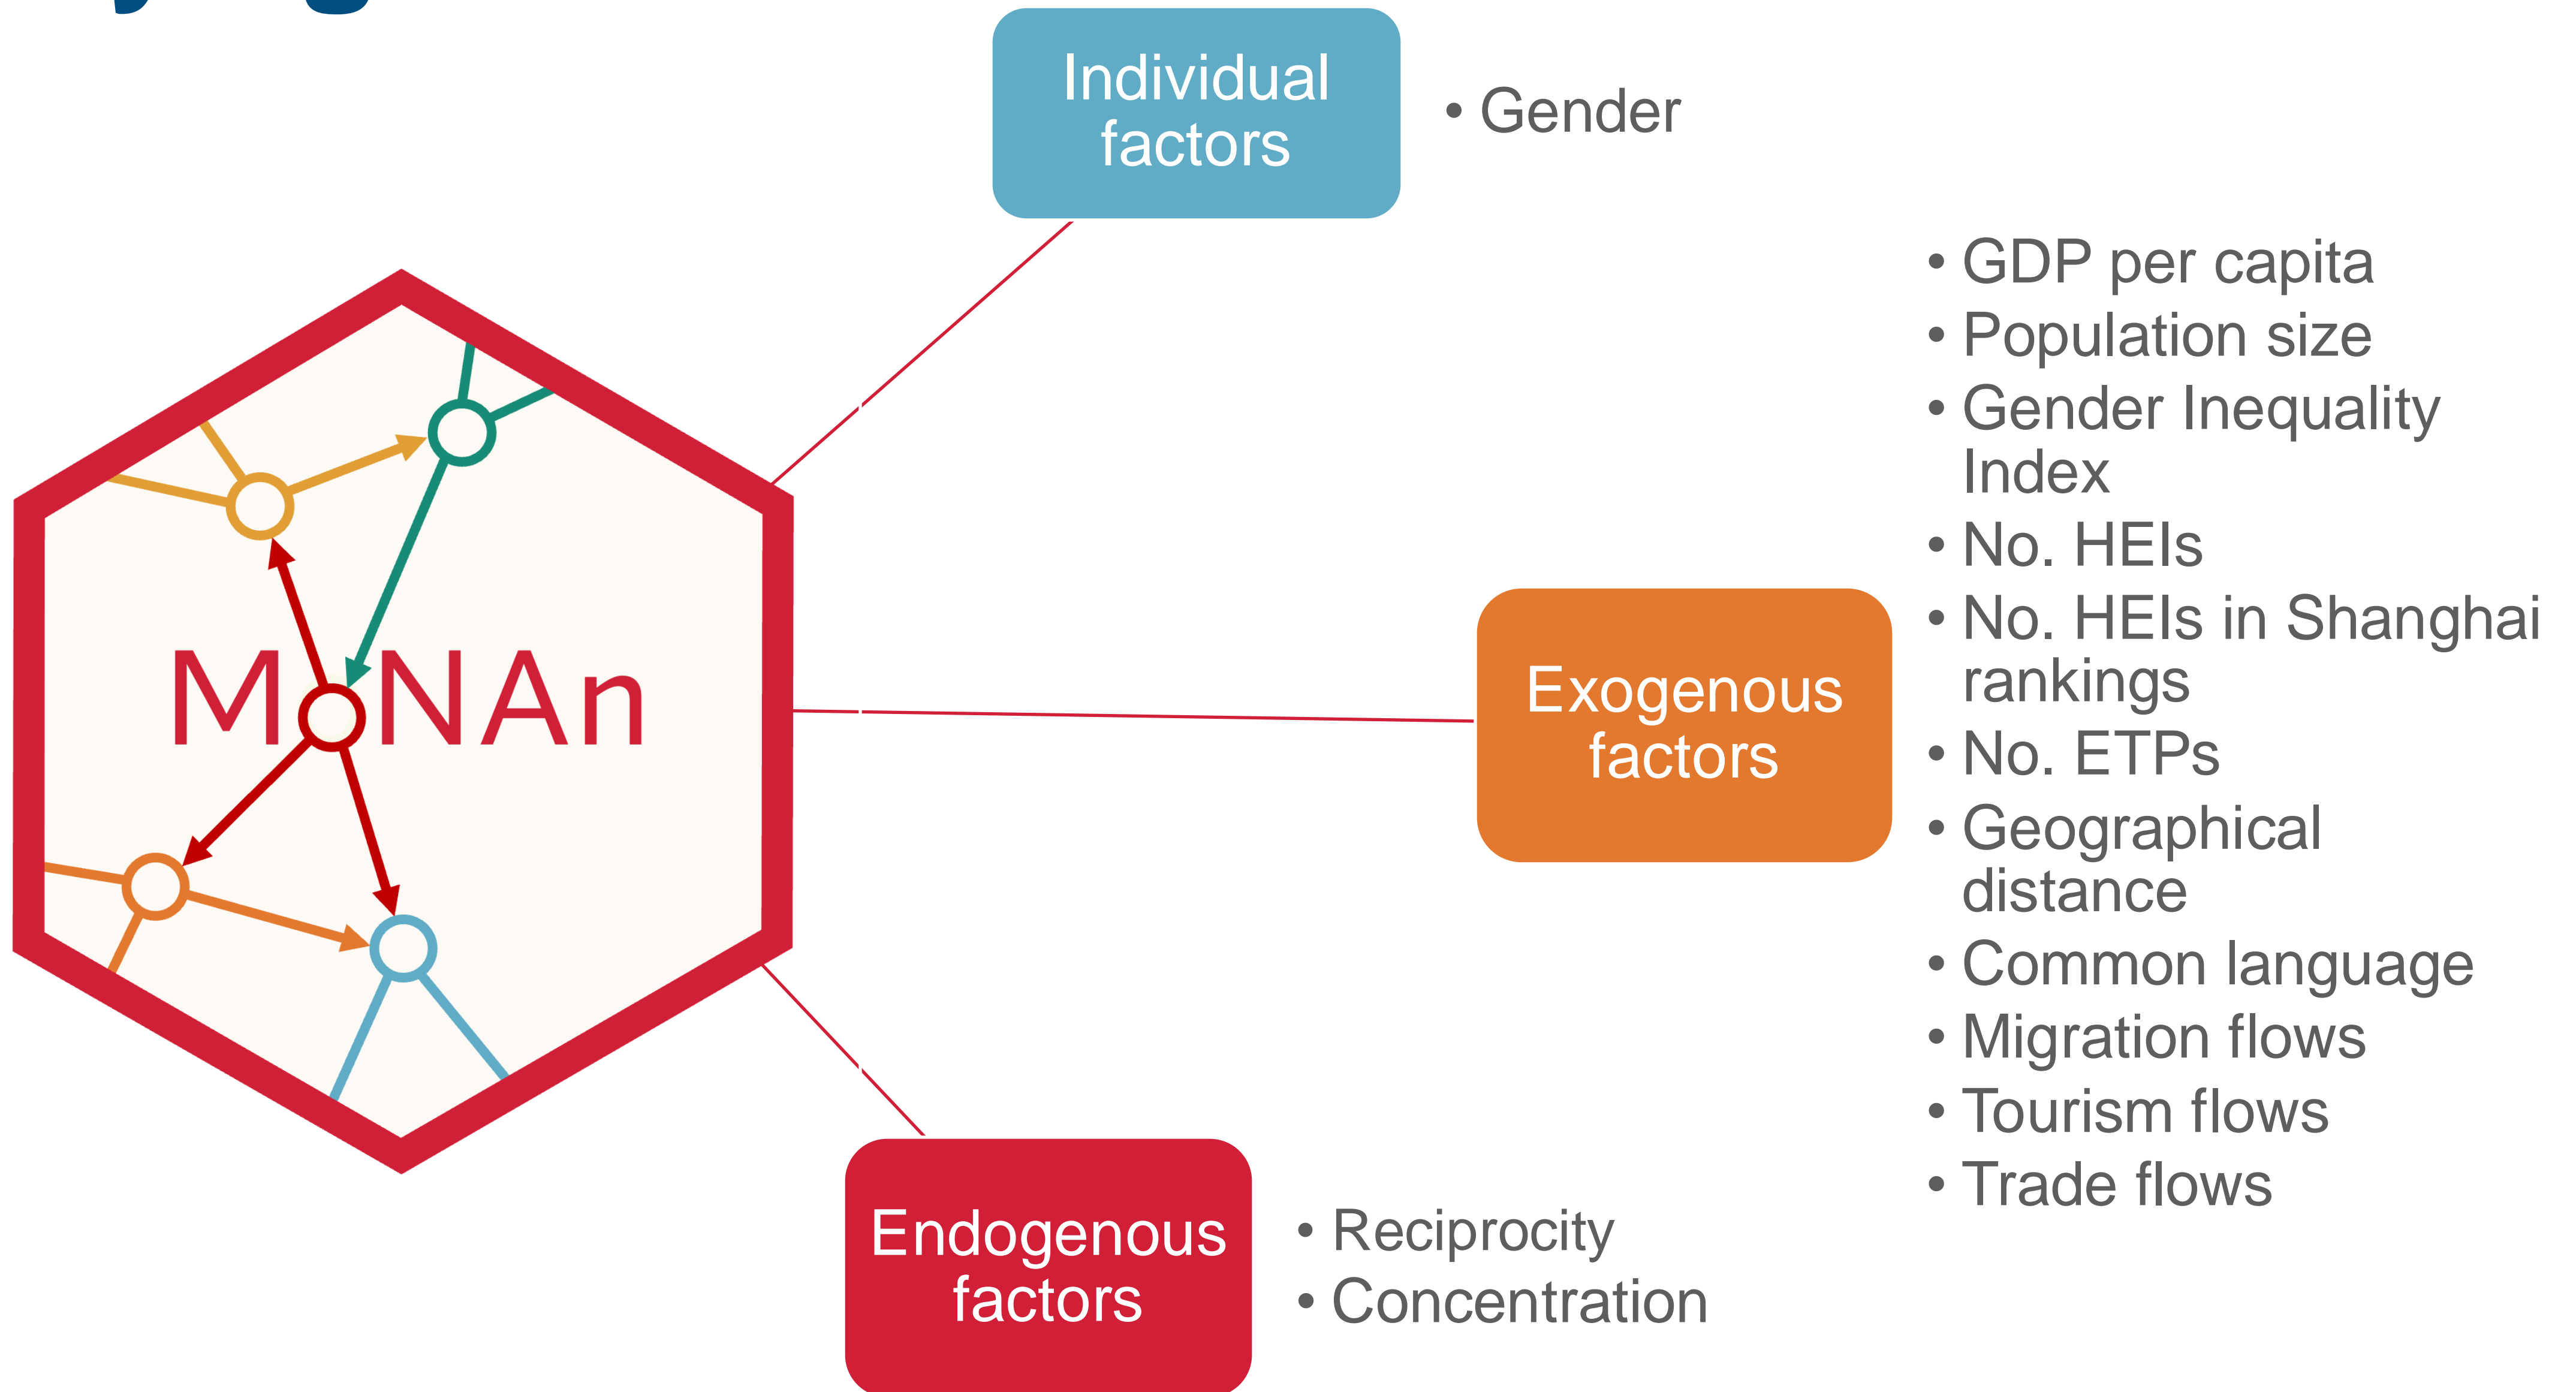 Individual
factors
• Gender
• GDP per capita
• Population size
• Gender Inequality
Index
• No. HEIs
• No. HEIs in Shanghai
rankings
• No. ETPs
• Geographical
distance
• Common language
• Migration flows
• Tourism flows
• Trade flows
MoNAn
Exogenous
factors
Endogenous
factors
• Reciprocity
• Concentration